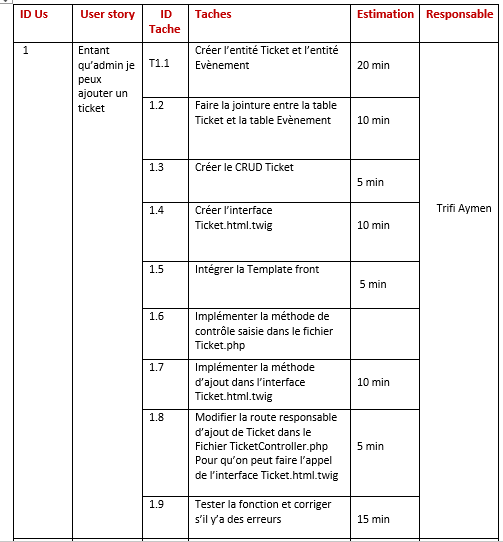 ID Us
User story
ID
Tache
Taches
Estimation
Responsable
1
Entant
qu'admin je
peux
ajouter un
ticket
T1.1
Créer l'entité Ticket et l'entité
Evènement
20 min
1.2
Faire la jointure entre la table
Ticket et la table Evènement
10 min
1.3
Créer le CRUD Ticket
5 min
1.4
Créer l'interface
Ticket.html.twig
10 min
1.5
Intégrer la Template front
5 min
1.6
Implémenter la méthode de
contrôle saisie dans le fichier
Ticket.php
1.7
Implémenter la méthode
d'ajout dans l'interface
Ticket.html.twig
10 min
1.8
Modifier la route responsable
d'ajout de Ticket dans le
Fichier TicketController.php
Pour qu'on peut faire l'appel
de l'interface Ticket.html.twig
5 min
1.9
Tester la fonction et corriger
s'il y'a des erreurs
15 min
Trifi Aymen